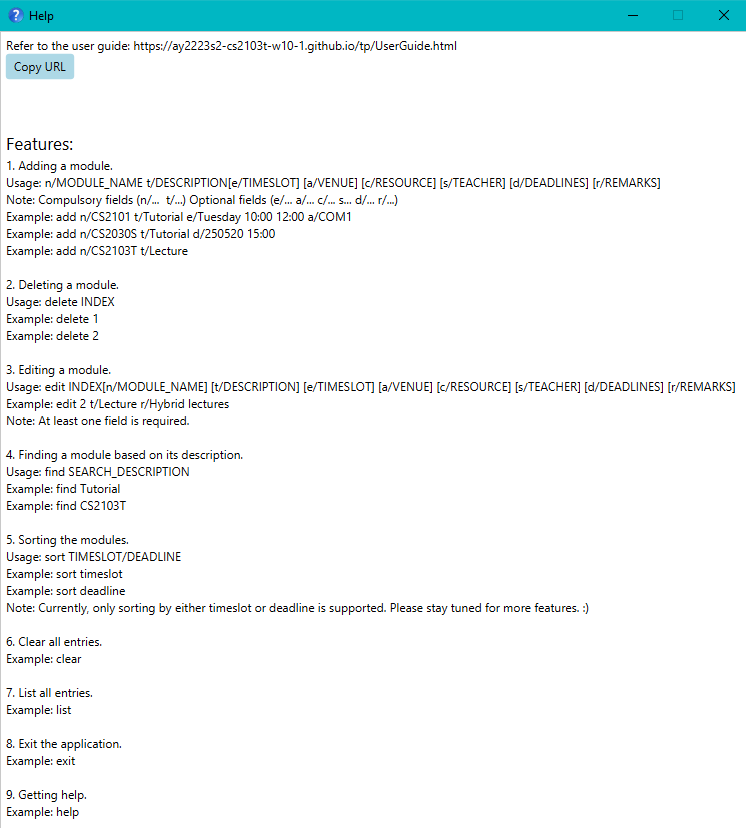 Help
Refer to the user guide: https://ay2223s2-cs2103t-w10-1.github.io/tp/UserGuide.html
Copy URL
Features:
1. Adding a module.
Usage: n/MODULE_NAME t/DESCRIPTION[e/TIMESLOT] [a/VENUE] [c/RESOURCE] [s/TEACHER] [d/DEADLINES] [r/REMARKS]
Note: Compulsory fields (n/...  t/...) Optional fields (e/... a/... c/... s... d/... r/...)
Example: add n/CS2101 t/Tutorial e/Tuesday 10:00 12:00 a/COM1
Example: add n/CS2030S t/Tutorial d/250520 15:00
Example: add n/CS2103T t/Lecture
2. Deleting a module.
Usage: delete INDEX
Example: delete 1
Example: delete 2
3. Editing a module.
Usage: edit INDEX[n/MODULE_NAME] [t/DESCRIPTION] [e/TIMESLOT] [a/VENUE] [c/RESOURCE] [s/TEACHER] [d/DEADLINES] [r/REMARKS]
Example: edit 2 t/Lecture r/Hybrid lectures
Note: At least one field is required.
4. Finding a module based on its description.
Usage: find SEARCH_DESCRIPTION
Example: find Tutorial
Example: find CS2103T
5. Sorting the modules.
Usage: sort TIMESLOT/DEADLINE
Example: sort timeslot
Example: sort deadline
Note: Currently, only sorting by either timeslot or deadline is supported. Please stay tuned for more features. :)
6. Clear all entries.
Example: clear
7. List all entries.
Example: list
8. Exit the application.
Example: exit
9. Getting help.
Example: help